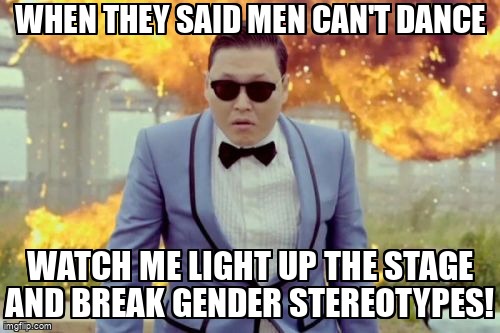 WHEN THEY SAID MEN CAN'T DANCE
WATCH ME LIGHT UP THE STAGE
AND BREAK GENDER STEREOTYPES!
imgflip.com